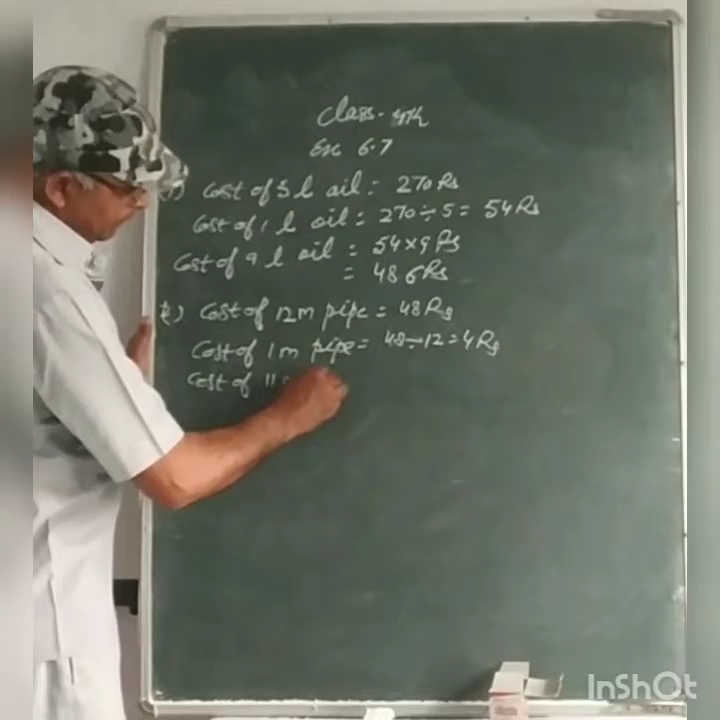 Class-4th
Ex 6.7
1) Cost of 5 l oil = 270 Rs
Cost of 1 l oil = 270 ÷ 5 = 54 Rs
Cost of 9 l oil = 54 × 9 Rs
= 486 Rs
2) Cost of 12m pipe = 48 Rs
Cost of 1 m pipe = 48 ÷ 12 = 4 Rs
Cost of 11
InShOt